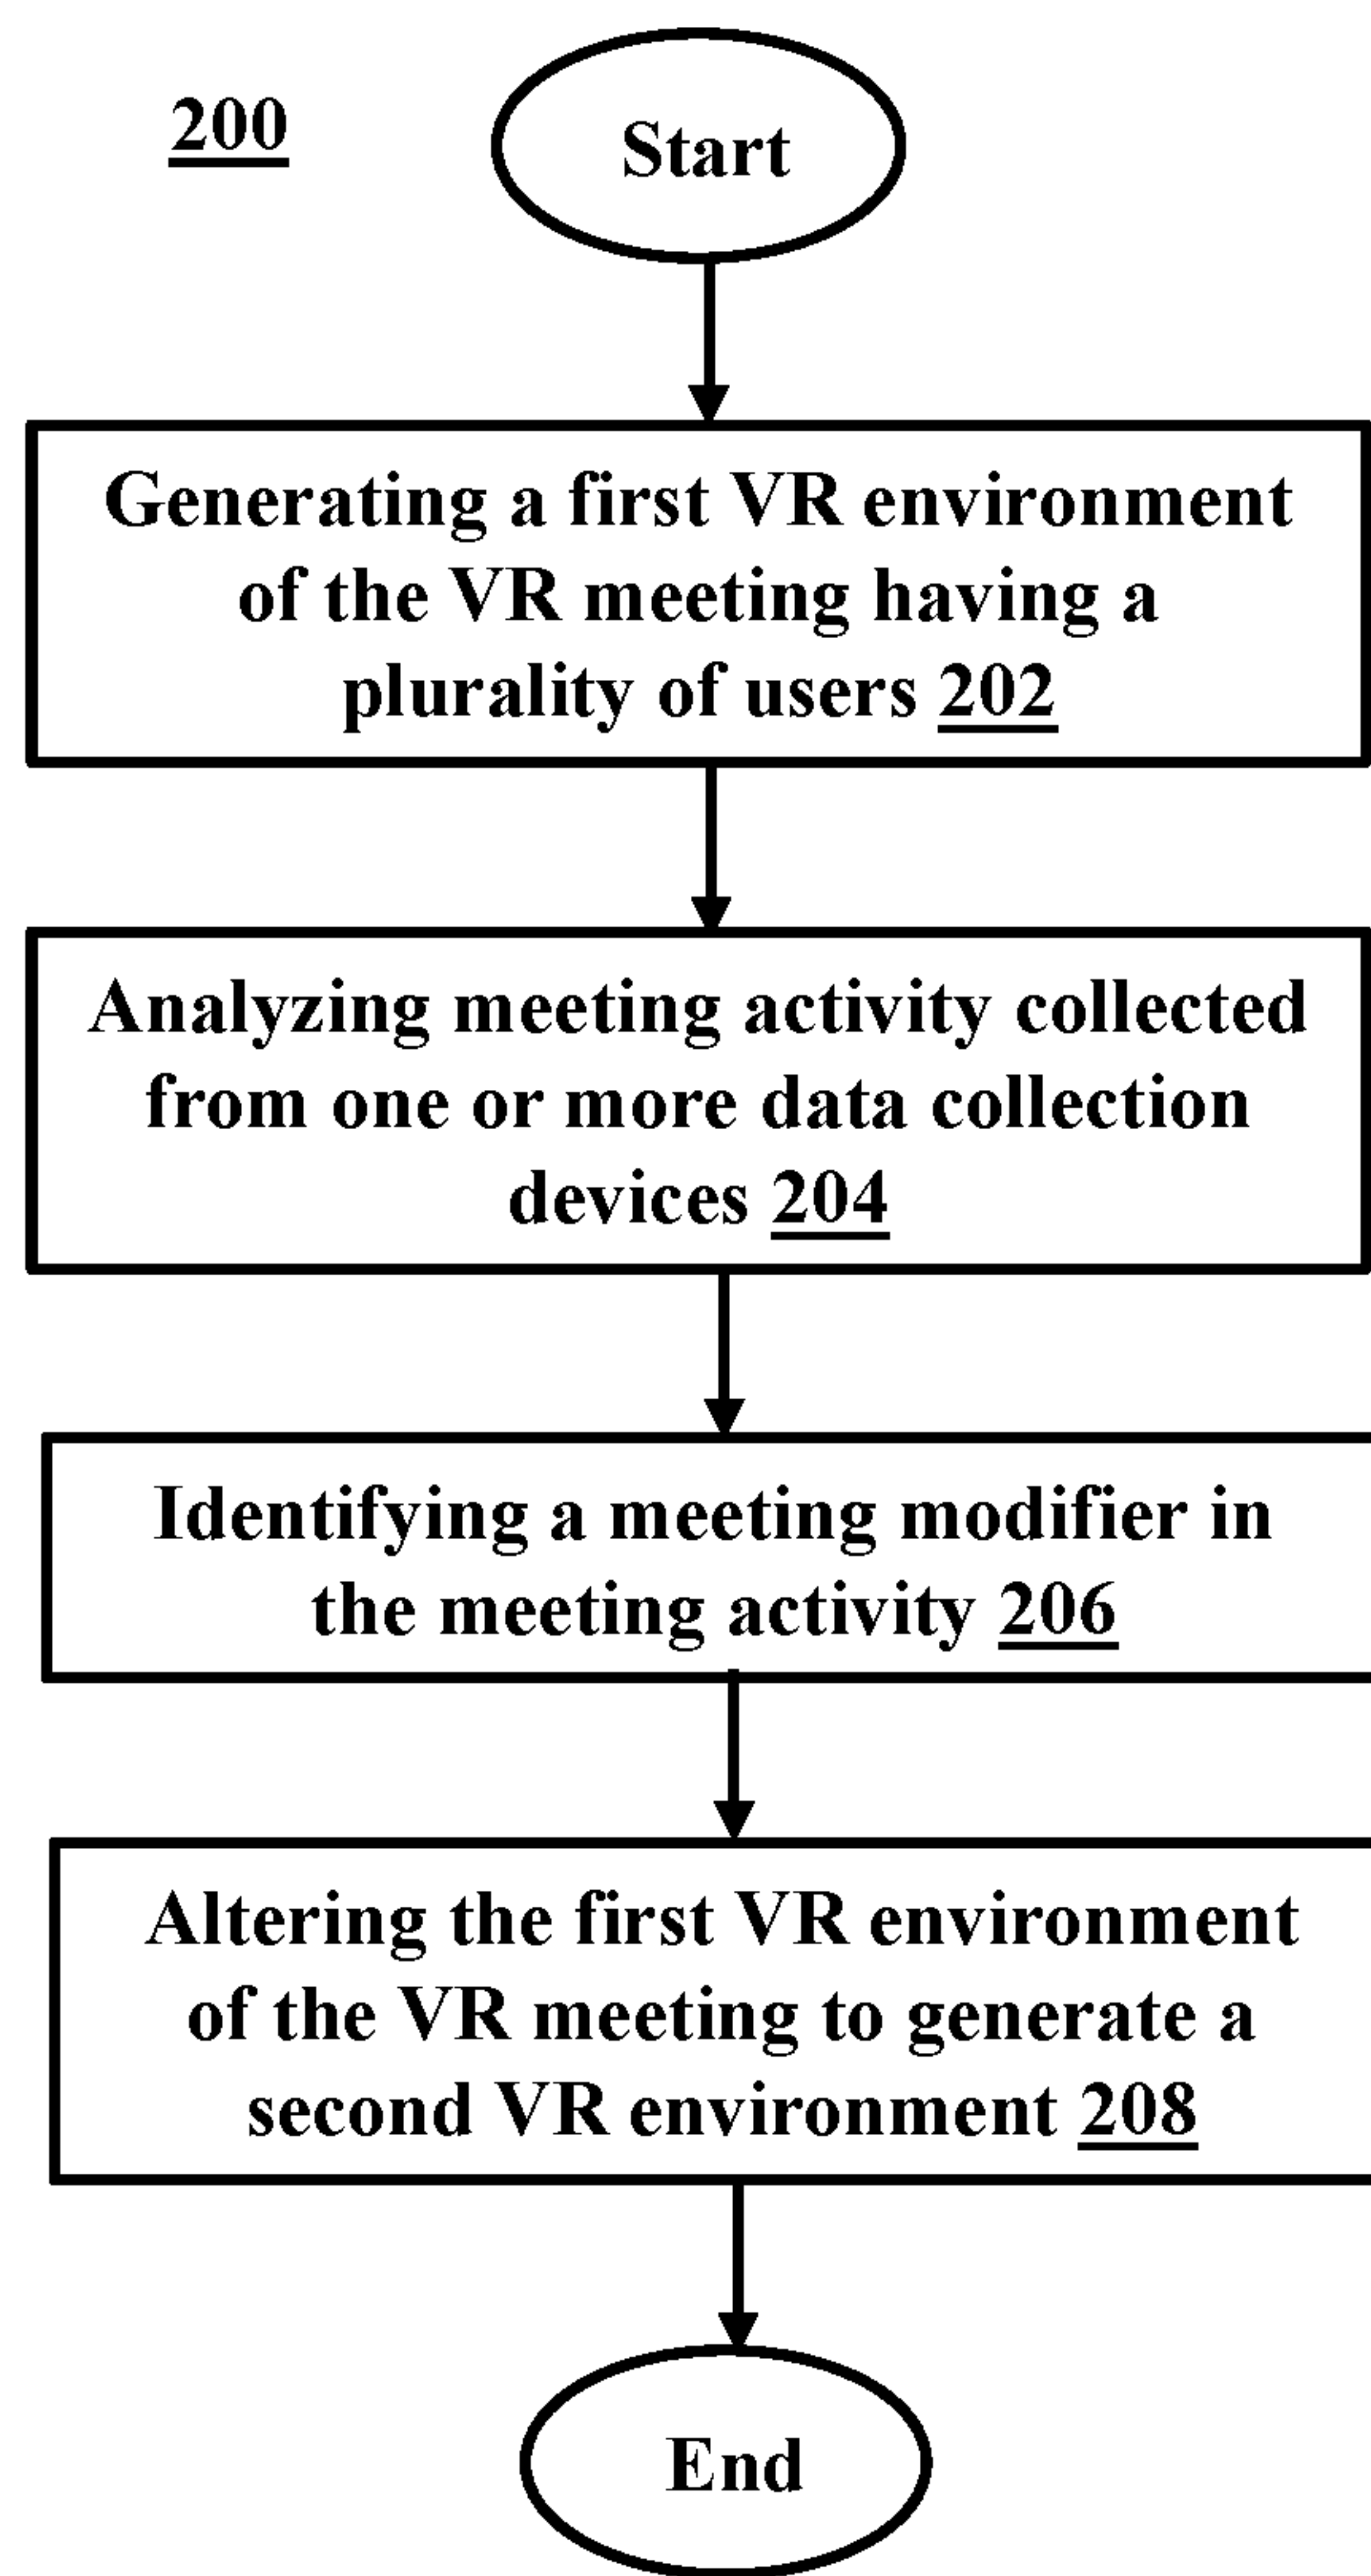 200
Start
Generating a first VR environment
of the VR meeting having a
plurality of users 202
Analyzing meeting activity collected
from one or more data collection
devices 204
Identifying a meeting modifier in
the meeting activity 206
Altering the first VR environment
of the VR meeting to generate a
second VR environment 208
End